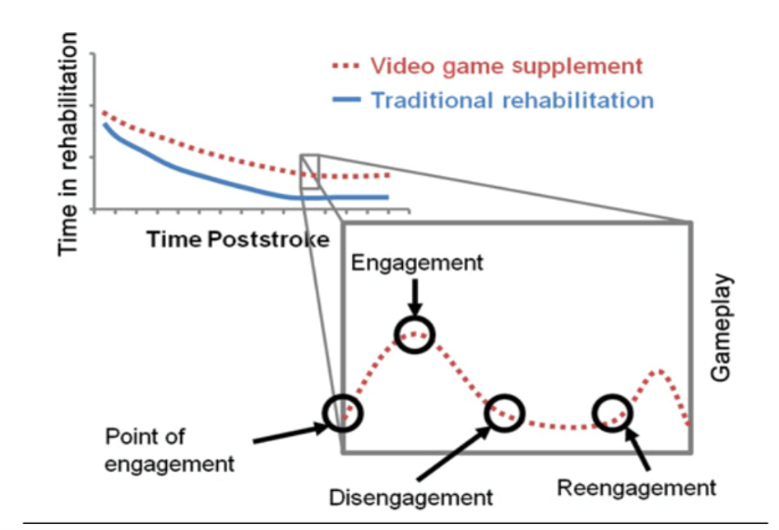 Time in rehabilitation
Video game supplement
Traditional rehabilitation
Time Poststroke
Engagement
Gameplay
Point of
engagement
Disengagement
Reengagement